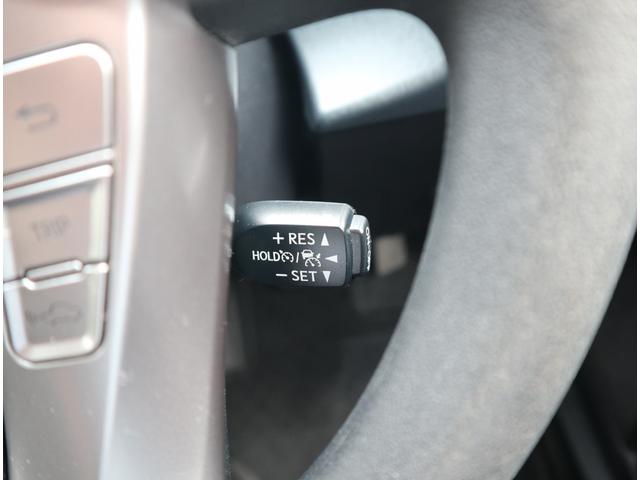 TRIP
+ RES ▲
HOLD / ◀
− SET ▼